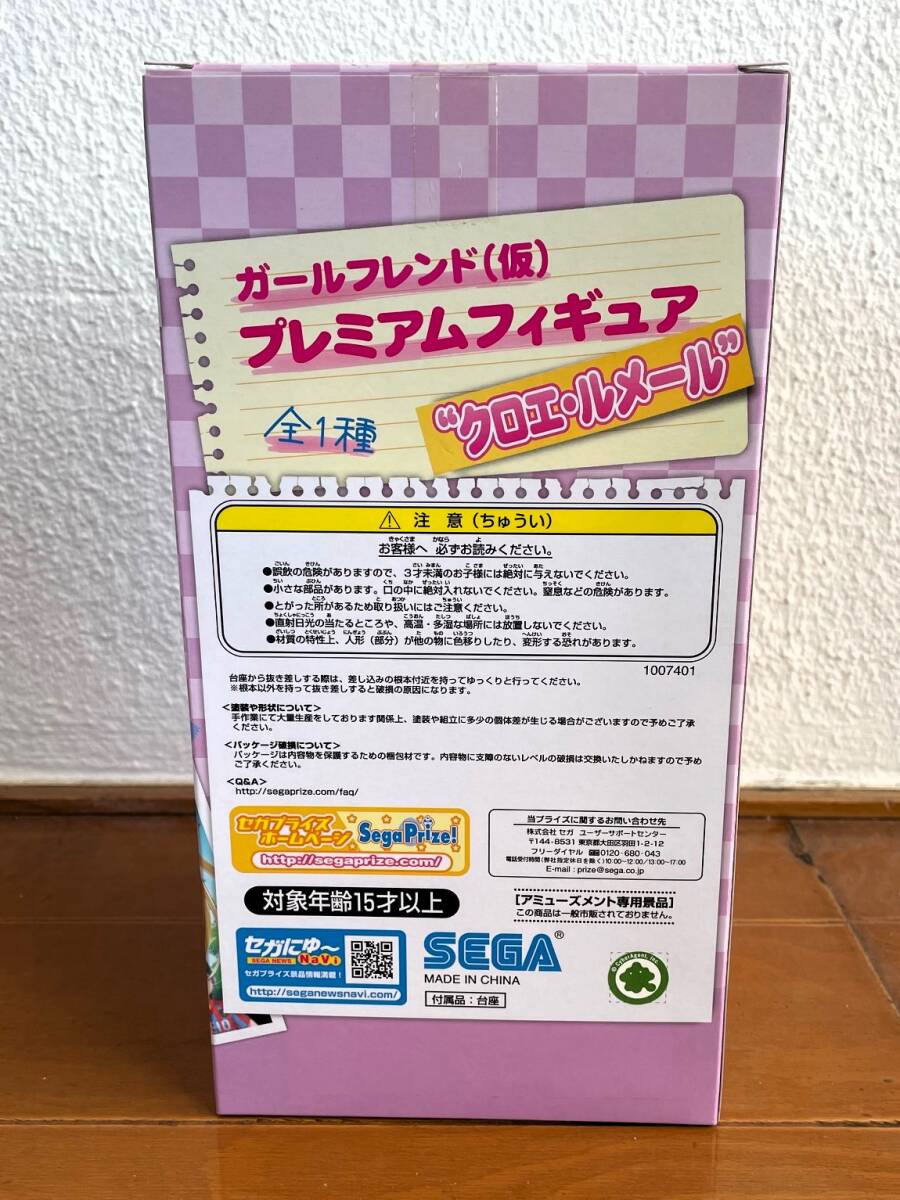 ガールフレンド(仮)
プレミアムフィギュア
全1種
“クロエ・ルメール”
⚠ 注 意(ちゅうい)
お客様へ 必ずお読みください。
●誤飲の危険がありますので、3才未満のお子様には絶対に与えないでください。
●小さな部品があります。口の中に絶対入れないでください。窒息などの危険があります。
●とがった所があるため取り扱いにはご注意ください。
●直射日光の当たるところや、高温・多湿な場所には放置しないでください。
●材質の特性上、人形(部分)が他の物に色移りしたり、変形する恐れがあります。
1007401
台座から抜き差しする際は、差し込みの根本付近を持ってゆっくりと行ってください。
※根本以外を持って抜き差しすると破損の原因になります。
<塗装や形状について>
手作業にて大量生産をしております関係上、塗装や組立に多少の個体差が生じる場合がございますので予めご了承
ください。
<パッケージ破損について>
パッケージは内容物を保護するための梱包材です。内容物に支障のないレベルの破損は交換いたしかねますので予め
ご了承ください。
<Q&A>
http://segaprize.com/faq/
セガプライズ
ホームページ
SegaPrize!
http://segaprize.com/
当プライズに関するお問い合わせ先
株式会社 セガ ユーザーサポートセンター
〒144-8531 東京都大田区羽田1-2-12
フリーダイヤル 0120-680-043
電話受付時間(弊社指定休日を除く)10:00~12:00/13:00~17:00
E-mail : prize@sega.co.jp
対象年齢15才以上
[アミューズメント専用景品]
この商品は一般市販されておりません。
セガにゅ~
SEGA NEWS NaVi
セガプライズ景品情報満載!
http://seganewsnavi.com/
SEGA®
MADE IN CHINA
付属品:台座
© CyberAgent, Inc.